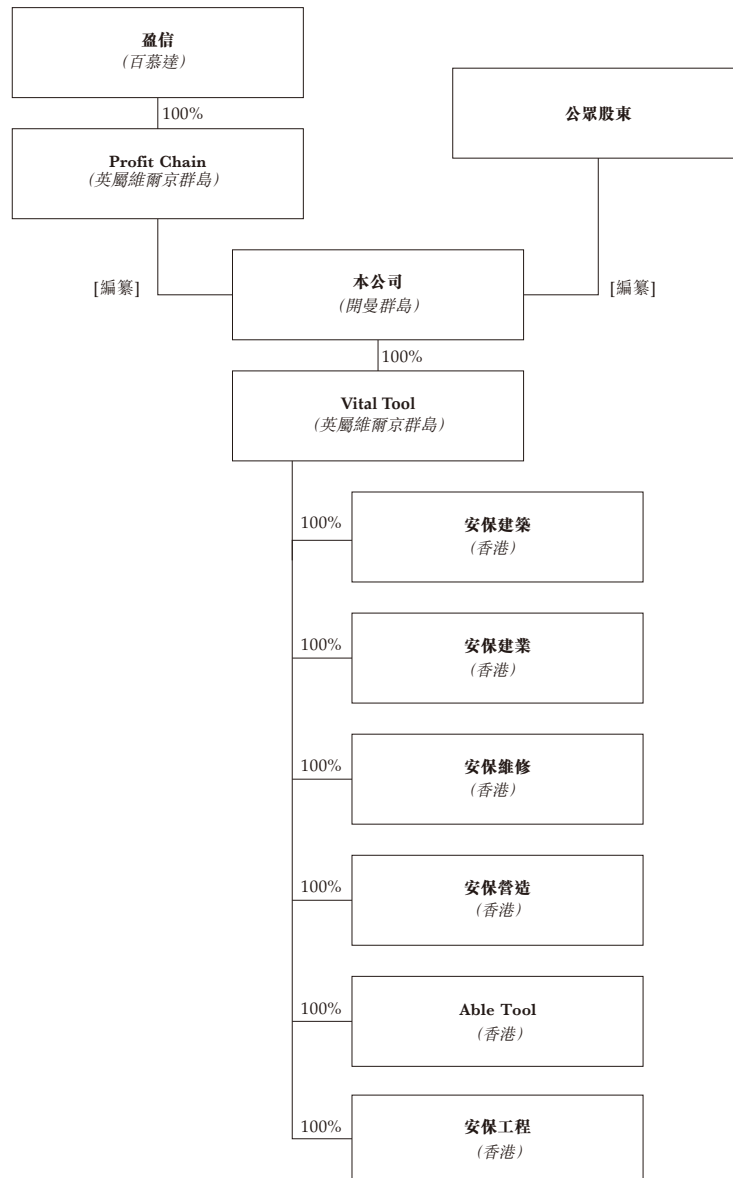 盈信
(百慕達)
100%
公眾股東
Profit Chain
(英屬維爾京群島)
[編纂]
本公司
(開曼群島)
[編纂]
100%
Vital Tool
(英屬維爾京群島)
100%
安保建築
(香港)
100%
安保建業
(香港)
100%
安保維修
(香港)
100%
安保營造
(香港)
100%
Able Tool
(香港)
100%
安保工程
(香港)